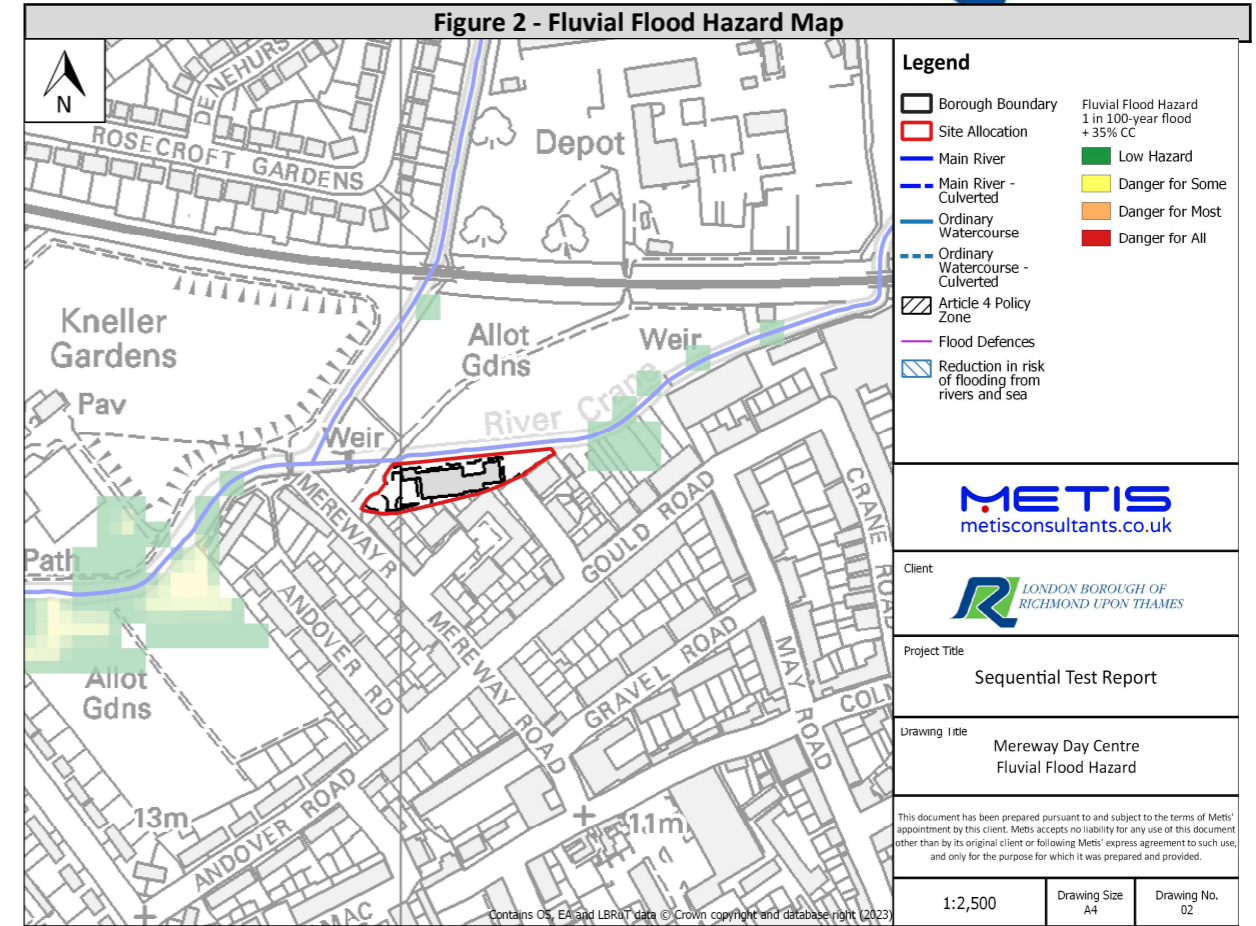 Figure 2 - Fluvial Flood Hazard Map
N
DENEHURS
ROSECROFT GARDENS
Depot
Kneller
Gardens
Pav
Allot
Gdns
Weir
River Crane
Weir
Path
MEREWAY R
GOULD ROAD
CRANE ROAD
ANDOVER RD
MEREWAY ROAD
GRAVEL ROAD
MAY ROAD
COLN
Allot
Gdns
13m
ANDOVER ROAD
11m
MAC
Contains OS, EA and LBRuT data © Crown copyright and database right (2023)
Legend
Borough Boundary
Site Allocation
Main River
Main River -
Culverted
Ordinary
Watercourse
Ordinary
Watercourse -
Culverted
Article 4 Policy
Zone
Flood Defences
Reduction in risk
of flooding from
rivers and sea
Fluvial Flood Hazard
1 in 100-year flood
+ 35% CC
Low Hazard
Danger for Some
Danger for Most
Danger for All
METIS
metisconsultants.co.uk
Client
LONDON BOROUGH OF
RICHMOND UPON THAMES
Project Title
Sequential Test Report
Drawing Title
Mereway Day Centre
Fluvial Flood Hazard
This document has been prepared pursuant to and subject to the terms of Metis'
appointment by this client. Metis accepts no liability for any use of this document
other than by its original client or following Metis' express agreement to such use,
and only for the purpose for which it was prepared and provided.
1:2,500
Drawing Size
A4
Drawing No.
02